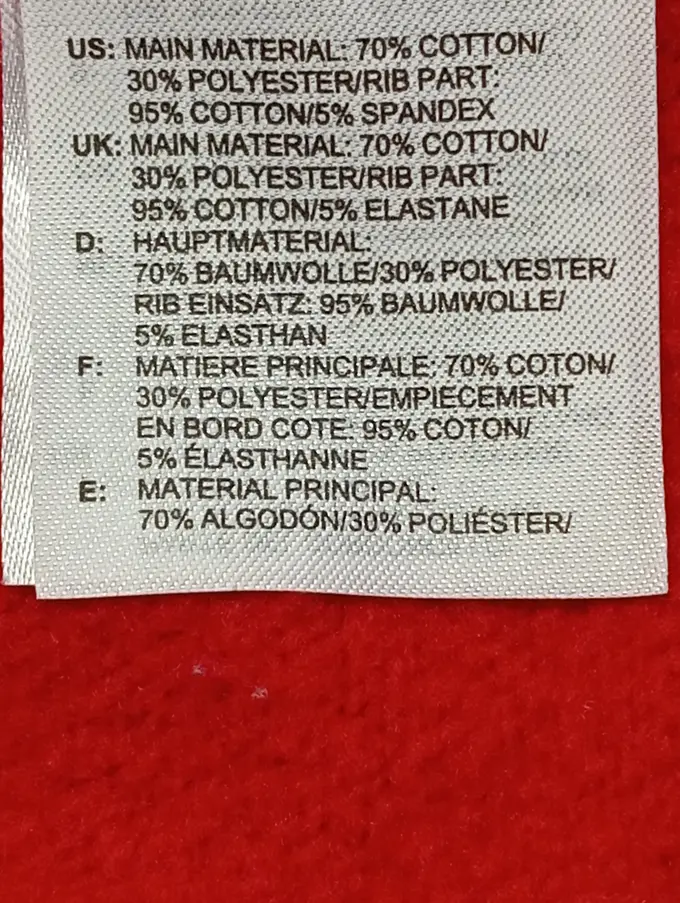 US: MAIN MATERIAL: 70% COTTON/
30% POLYESTER/RIB PART:
95% COTTON/5% SPANDEX
UK: MAIN MATERIAL: 70% COTTON/
30% POLYESTER/RIB PART:
95% COTTON/5% ELASTANE
D: HAUPTMATERIAL:
70% BAUMWOLLE/30% POLYESTER/
RIB EINSATZ: 95% BAUMWOLLE/
5% ELASTHAN
F: MATIERE PRINCIPALE: 70% COTON/
30% POLYESTER/EMPIECEMENT
EN BORD COTE: 95% COTON/
5% ÉLASTHANNE
E: MATERIAL PRINCIPAL:
70% ALGODÓN/30% POLIÉSTER/